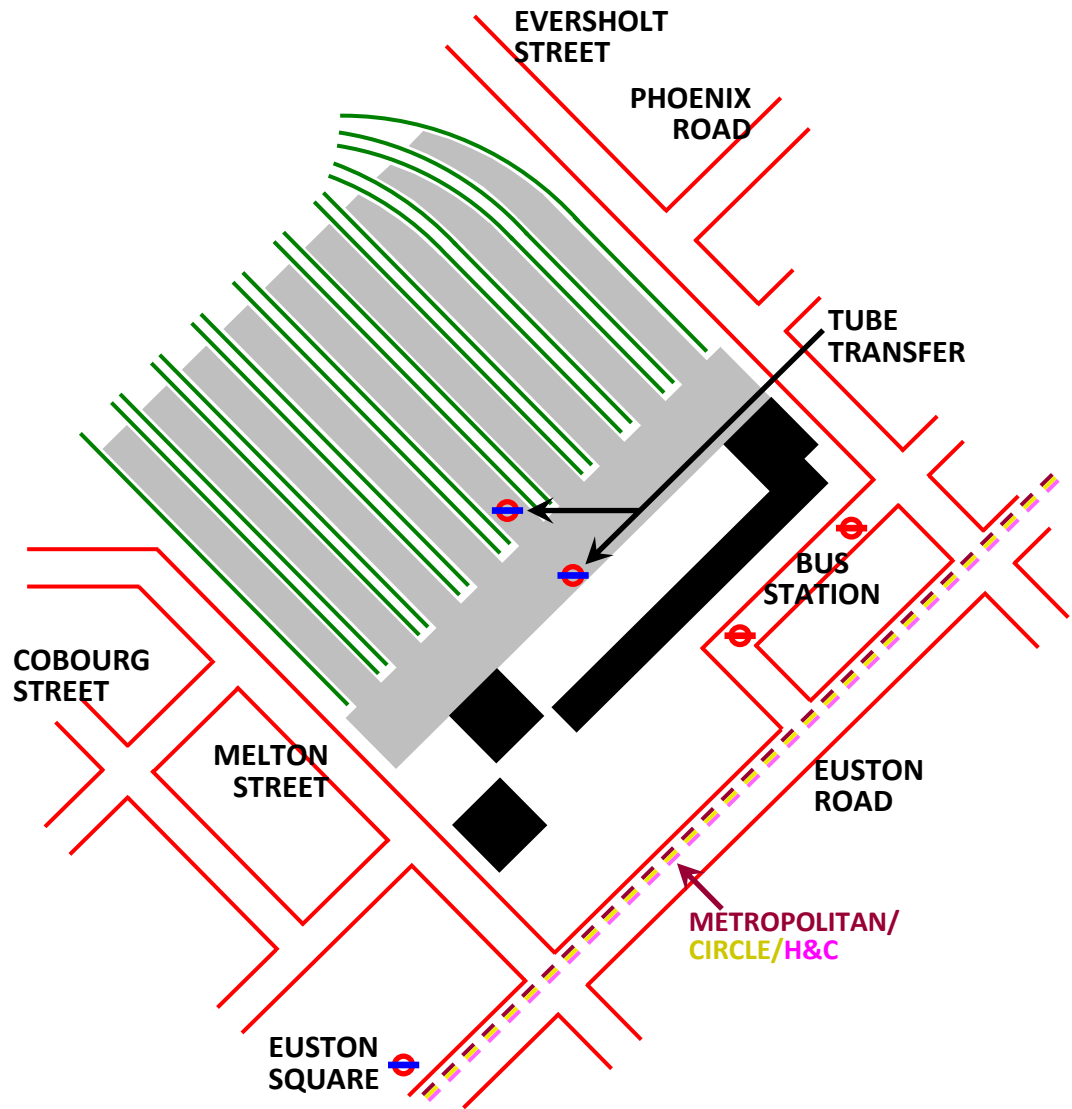 EVERSHOLT
STREET
PHOENIX
ROAD
TUBE
TRANSFER
BUS
STATION
COBOURG
STREET
MELTON
STREET
EUSTON
ROAD
METROPOLITAN/
CIRCLE/H&C
EUSTON
SQUARE